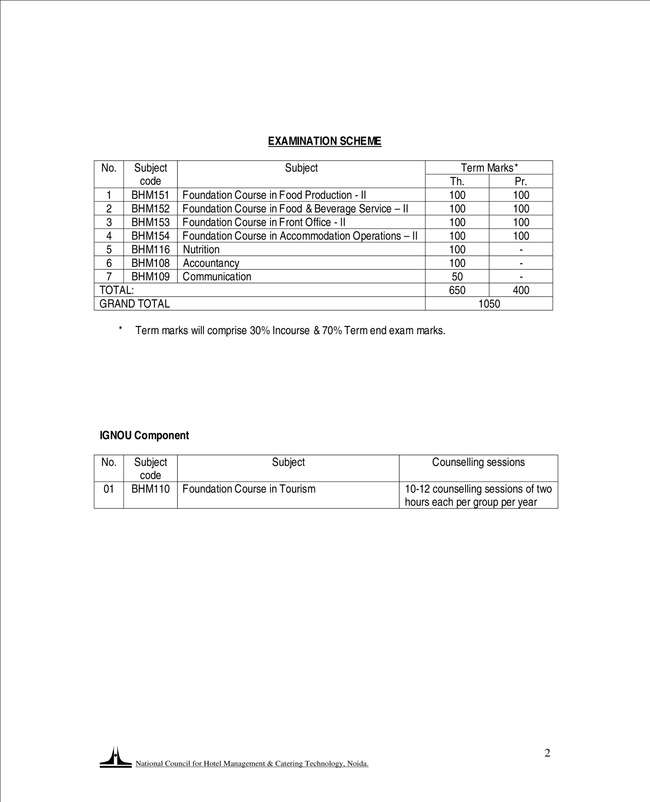 EXAMINATION SCHEME
No. Subject code Subject Term Marks*
Th. Pr.
1 BHM151 Foundation Course in Food Production - II 100 100
2 BHM152 Foundation Course in Food & Beverage Service – II 100 100
3 BHM153 Foundation Course in Front Office - II 100 100
4 BHM154 Foundation Course in Accommodation Operations – II 100 100
5 BHM116 Nutrition 100 -
6 BHM108 Accountancy 100 -
7 BHM109 Communication 50 -
TOTAL: 650 400
GRAND TOTAL 1050
* Term marks will comprise 30% Incourse & 70% Term end exam marks.
IGNOU Component
No. Subject code Subject Counselling sessions
01 BHM110 Foundation Course in Tourism 10-12 counselling sessions of two
hours each per group per year
2
National Council for Hotel Management & Catering Technology, Noida.